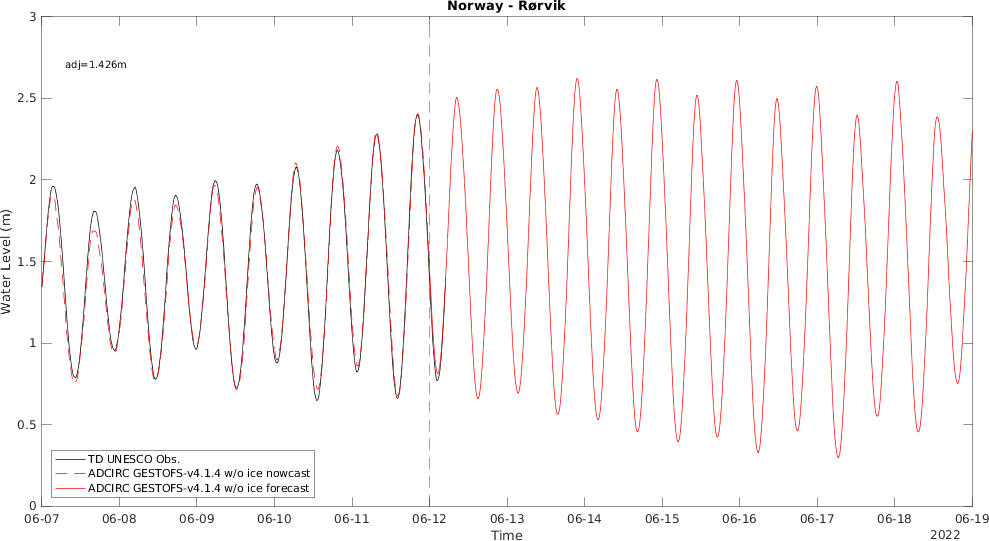 Norway - Rørvik
3
adj=1.426m
2.5
2
1.5
1
0.5
0
Water Level (m)
TD UNESCO Obs.
ADCIRC GESTOFS-v4.1.4 w/o ice nowcast
ADCIRC GESTOFS-v4.1.4 w/o ice forecast
06-07 06-08 06-09 06-10 06-11 06-12 06-13 06-14 06-15 06-16 06-17 06-18 06-19
Time
2022